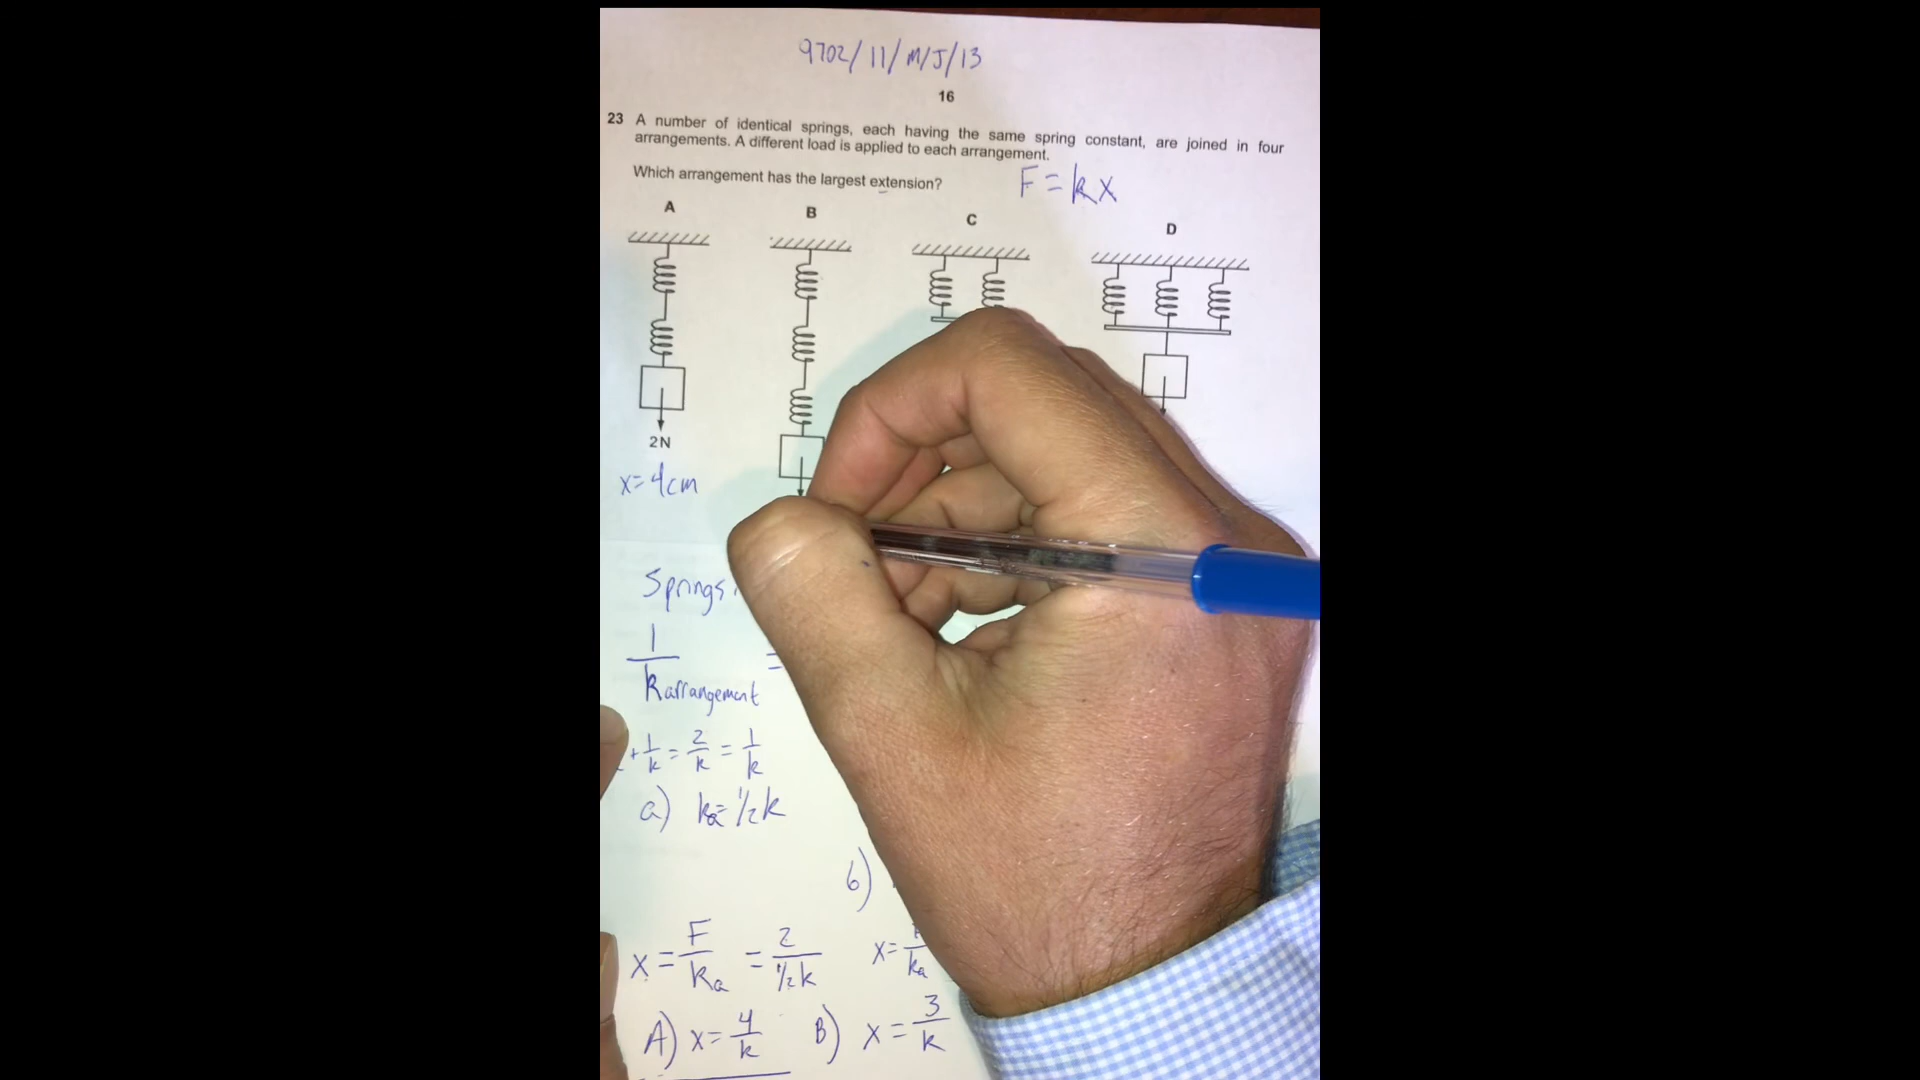 9702/11/M/J/13
16
23 A number of identical springs, each having the same spring constant, are joined in four
arrangements. A different load is applied to each arrangement.
Which arrangement has the largest extension?
F = kx
A B C D
2N
x=4cm
Springs
1
=
k arrangement
+ 1/k = 2/k = 1/k
a) ka= 1/2 k
b)
x = F/ka = 2/½k
x= /ka
A) x= 4/k B) x = 3/k